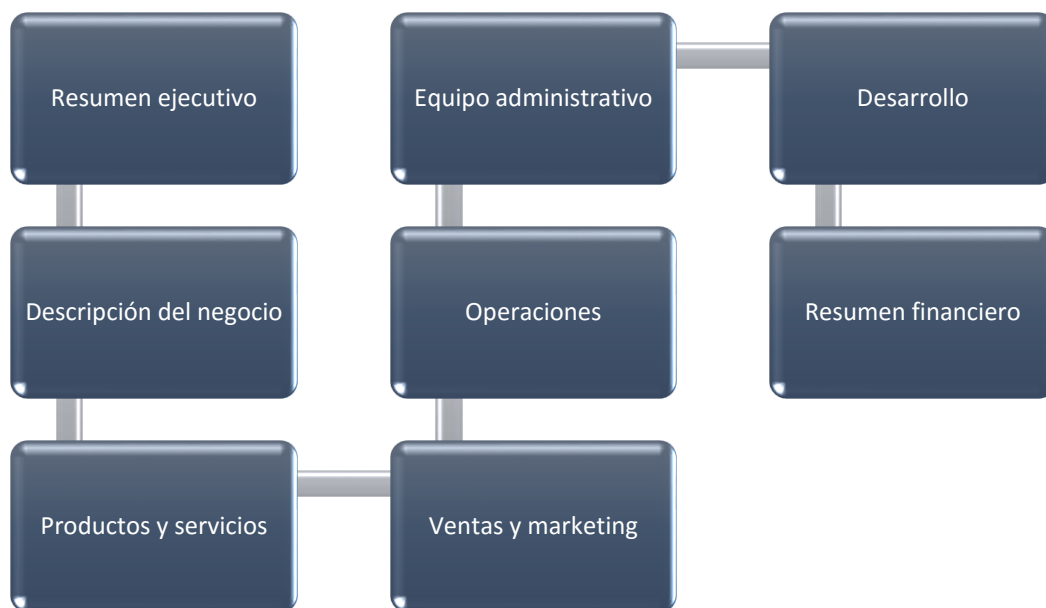 Resumen ejecutivo
Descripción del negocio
Productos y servicios
Ventas y marketing
Operaciones
Equipo administrativo
Desarrollo
Resumen financiero